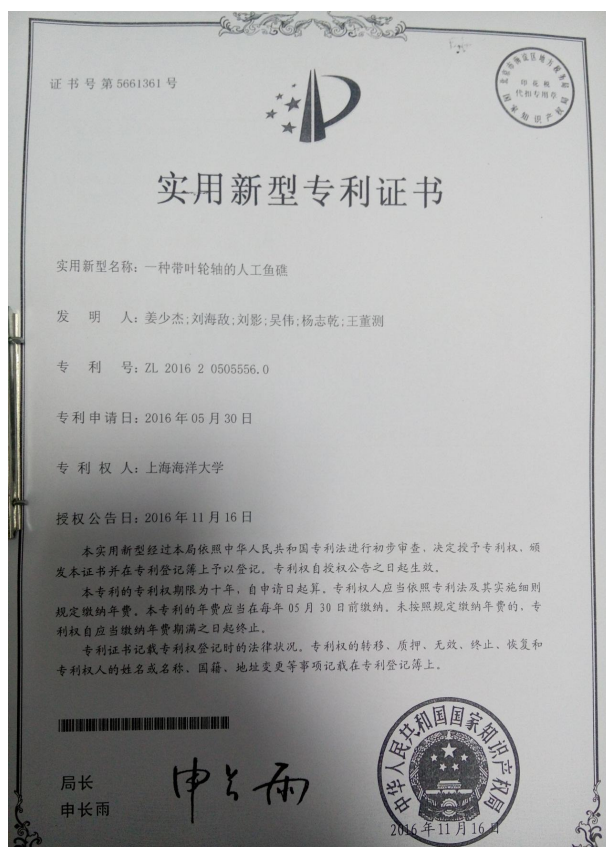 证书号第5661361号
印花税
代扣专用章
实用新型专利证书
实用新型名称：一种带叶轮轴的人工鱼礁
发明人：姜少杰;刘海敌;刘影;吴伟;杨志乾;王董测
专利号：ZL 2016 2 0505556.0
专利申请日：2016年05月30日
专利权人：上海海洋大学
授权公告日：2016年11月16日
本实用新型经过本局依照中华人民共和国专利法进行初步审查，决定授予专利权，颁
发本证书并在专利登记簿上予以登记。专利权自授权公告之日起生效。
本专利的专利权期限为十年，自申请日起算。专利权人应当依照专利法及其实施细则
规定缴纳年费。本专利的年费应当在每年05月30日前缴纳。未按照规定缴纳年费的，专
利权自应当缴纳年费期满之日起终止。
专利证书记载专利权登记时的法律状况。专利权的转移、质押、无效、终止、恢复和
专利权人的姓名或名称、国籍、地址变更等事项记载在专利登记簿上。
局长
申长雨
申长雨
中华人民共和国国家知识产权局
2016年11月16日